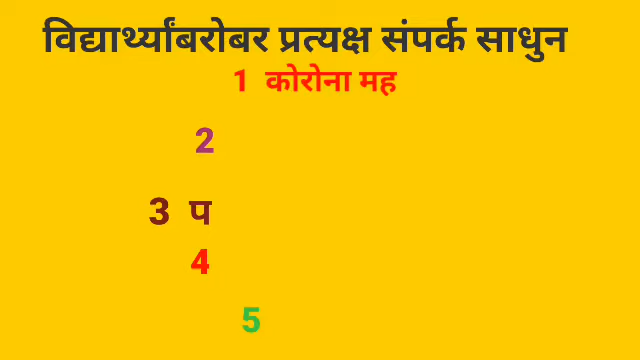 विद्यार्थ्यांबरोबर प्रत्यक्ष संपर्क साधुन
1 कोरोना मह
2
3 प
4
5